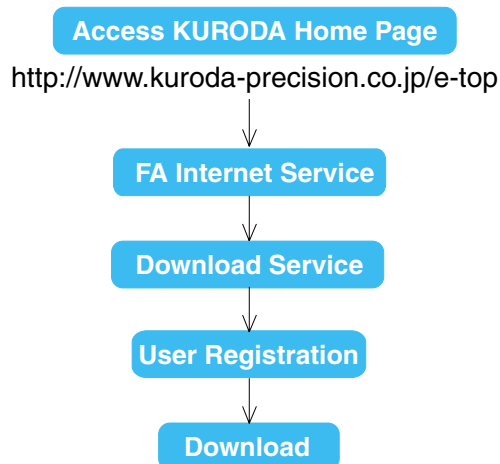 Access KURODA Home Page
http://www.kuroda-precision.co.jp/e-top
FA Internet Service
Download Service
User Registration
Download